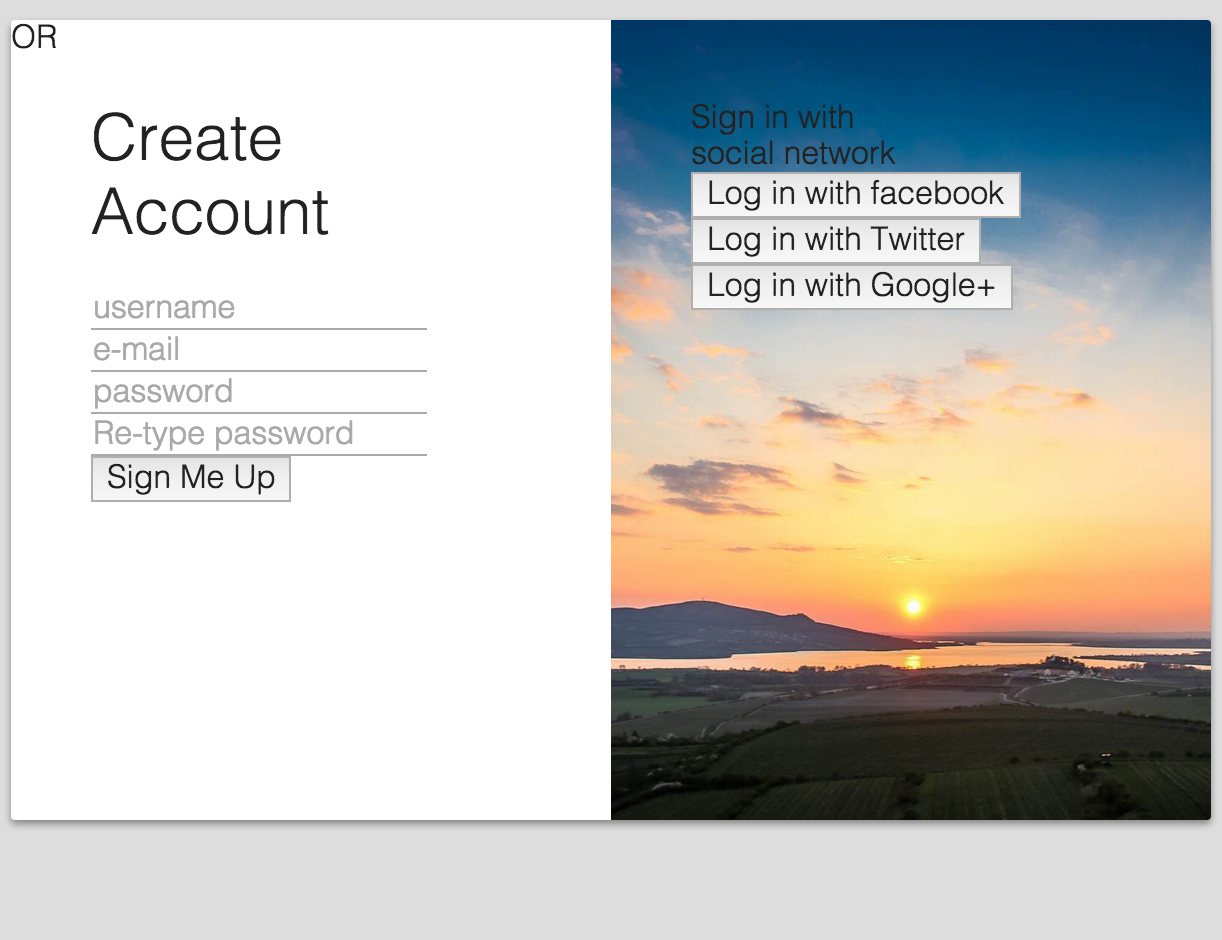 OR
Create
Account
username
e-mail
password
Re-type password
Sign Me Up
Sign in with
social network
Log in with facebook
Log in with Twitter
Log in with Google+